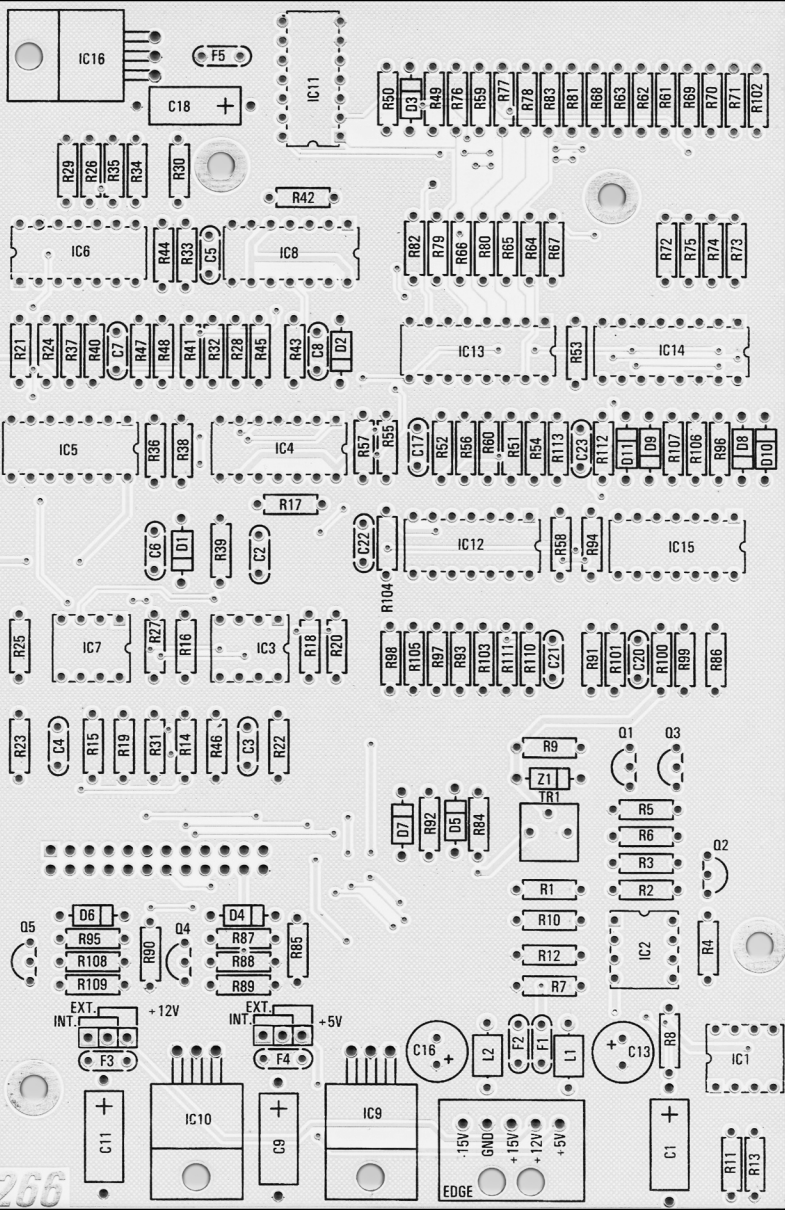 IC16
F5
IC11
C18 +
R50 D3 R49 R76 R59 R77 R78 R83 R81 R68 R63 R62 R61 R69 R70 R71 R102
R29 R26 R35 R34 R30
R42
IC6 R44 R33 C5 IC8
R82 R79 R66 R80 R65 R64 R67 R72 R75 R74 R73
R21 R24 R37 R40 C7 R47 R48 R41 R32 R28 R45 R43 C8 D2 IC13 R53 IC14
IC5 R36 R38 IC4 R57 R55 C17 R52 R56 R60 R51 R54 R113 C23 R112 D11 D9 R107 R106 R96 D8 D10
R17
C6 D1 R39 C2 C22 R104 IC12 R58 R94 IC15
R25 IC7 R27 R16 IC3 R18 R20 R98 R105 R97 R93 R103 R111 R110 C21 R91 R101 C20 R100 R99 R86
R23 C4 R15 R19 R31 R14 R46 C3 R22
R9 Q1 Q3
Z1
TR1
D7 R92 D5 R84
R5
R6
R3
R2
Q2
R1
R10
R12
R7
IC2 R4
Q5 D6 R95 R108 R109 R90 Q4 D4 R87 R88 R89 R85
EXT. INT. +12V
EXT. INT. +5V
F3 F4
C16 + L2 F2 F1 L1 C13 + R8 IC1
C11 + IC10 C9 + IC9
-15V GND +15V +12V +5V
EDGE
C1 + R11 R13
266